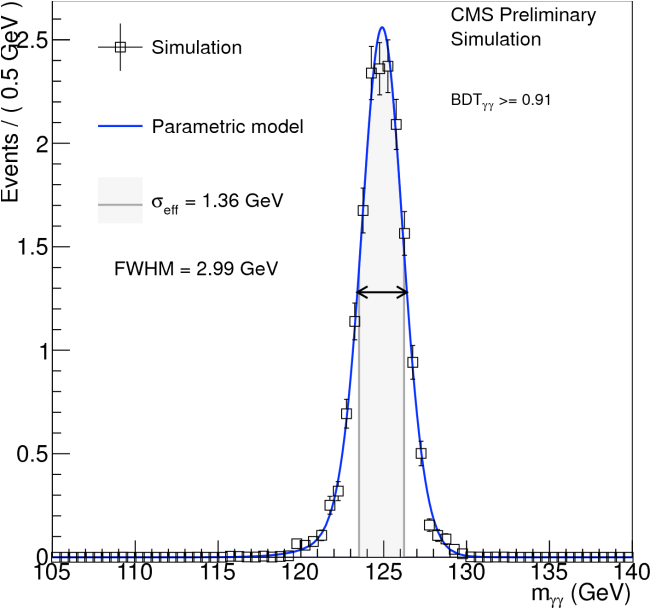 Events / ( 0.5 GeV )
CMS Preliminary
Simulation
BDTγγ >= 0.91
Simulation
Parametric model
σeff = 1.36 GeV
FWHM = 2.99 GeV
2.5
2
1.5
1
0.5
0
105 110 115 120 125 130 135 140
mγγ (GeV)